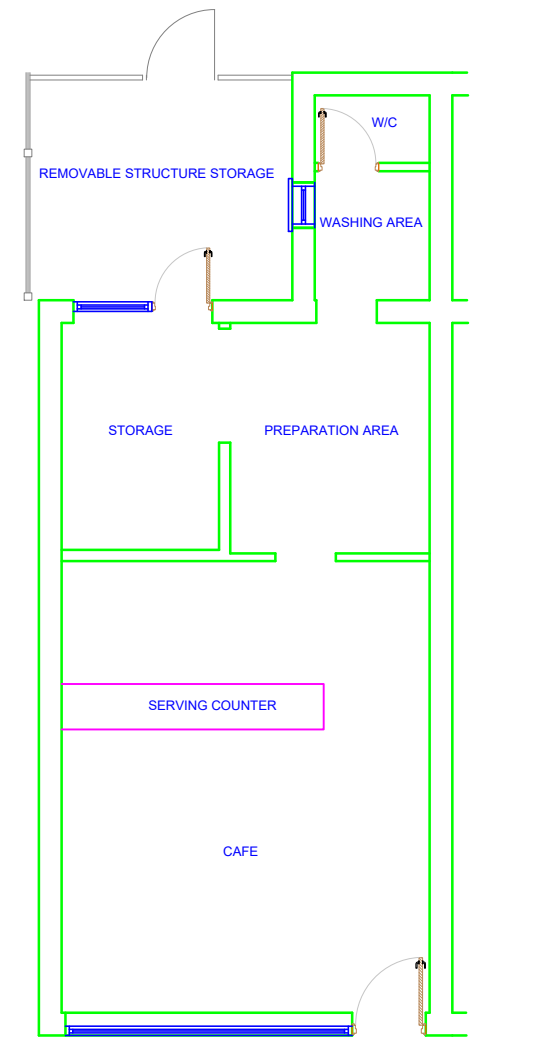 W/C
REMOVABLE STRUCTURE STORAGE
WASHING AREA
STORAGE
PREPARATION AREA
SERVING COUNTER
CAFE